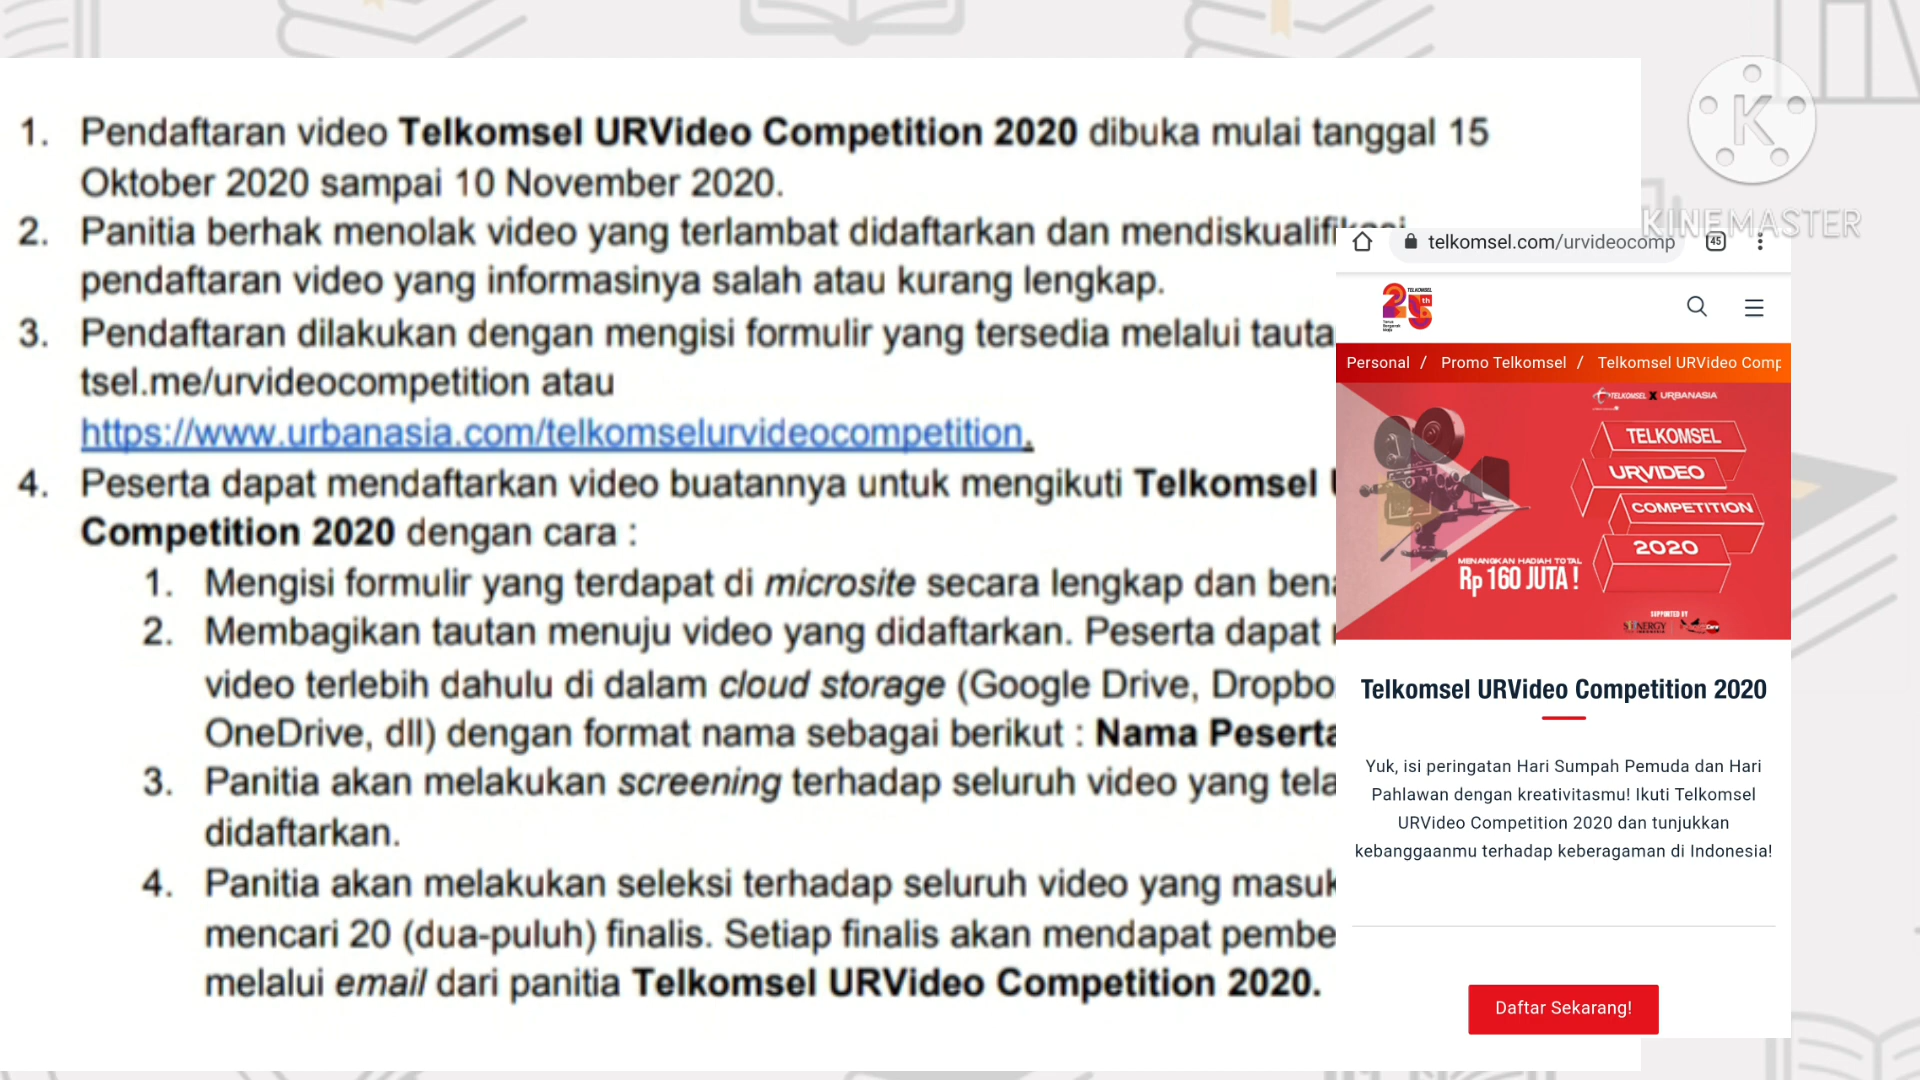 1. Pendaftaran video Telkomsel URVideo Competition 2020 dibuka mulai tanggal 15
Oktober 2020 sampai 10 November 2020.
2. Panitia berhak menolak video yang terlambat didaftarkan dan mendiskualifikasi
pendaftaran video yang informasinya salah atau kurang lengkap.
3. Pendaftaran dilakukan dengan mengisi formulir yang tersedia melalui tauta
tsel.me/urvideocompetition atau
https://www.urbanasia.com/telkomselurvideocompetition.
4. Peserta dapat mendaftarkan video buatannya untuk mengikuti Telkomsel
Competition 2020 dengan cara :
1. Mengisi formulir yang terdapat di microsite secara lengkap dan bena
2. Membagikan tautan menuju video yang didaftarkan. Peserta dapat
video terlebih dahulu di dalam cloud storage (Google Drive, Dropbo
OneDrive, dll) dengan format nama sebagai berikut : Nama Peserta
3. Panitia akan melakukan screening terhadap seluruh video yang tela
didaftarkan.
4. Panitia akan melakukan seleksi terhadap seluruh video yang masuk
mencari 20 (dua-puluh) finalis. Setiap finalis akan mendapat pembe
melalui email dari panitia Telkomsel URVideo Competition 2020.
KINEMASTER
telkomsel.com/urvideocomp
45
TELKOMSEL
25th
Personal / Promo Telkomsel / Telkomsel URVideo Comp
TELKOMSEL X URBANASIA
TELKOMSEL
URVIDEO
COMPETITION
2020
MENANGKAN HADIAH TOTAL
Rp 160 JUTA !
SUPPORTED BY
SYNERGY
Telkomsel URVideo Competition 2020
Yuk, isi peringatan Hari Sumpah Pemuda dan Hari
Pahlawan dengan kreativitasmu! Ikuti Telkomsel
URVideo Competition 2020 dan tunjukkan
kebanggaanmu terhadap keberagaman di Indonesia!
Daftar Sekarang!